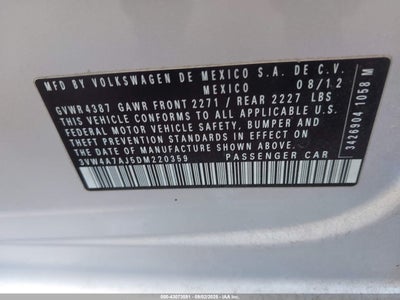 MFD. BY VOLKSWAGEN DE MEXICO S.A. DE C.V.
MEXICO 08/12
GVWR 4387 GAWR FRONT 2271 / REAR 2227 LBS
THIS VEHICLE CONFORMS TO ALL APPLICABLE U.S.
FEDERAL MOTOR VEHICLE SAFETY, BUMPER AND
THEFT PREVENTION STANDARDS IN EFFECT ON
THE DATE OF MANUFACTURE SHOWN ABOVE.
3VW4A7AJ5DM220359 PASSENGER CAR
3426904 1058 M